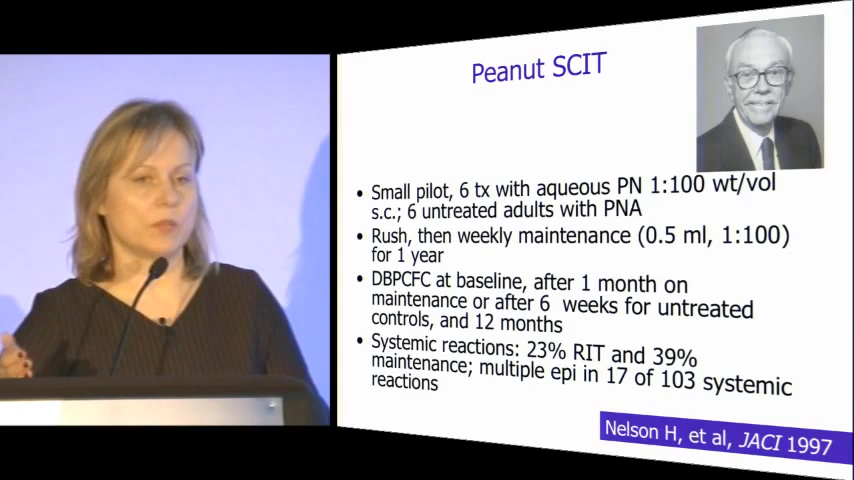 Peanut SCIT
• Small pilot, 6 tx with aqueous PN 1:100 wt/vol
s.c.; 6 untreated adults with PNA
• Rush, then weekly maintenance (0.5 ml, 1:100)
for 1 year
• DBPCFC at baseline, after 1 month on
maintenance or after 6 weeks for untreated
controls, and 12 months
• Systemic reactions: 23% RIT and 39%
maintenance; multiple epi in 17 of 103 systemic
reactions
Nelson H, et al, JACI 1997